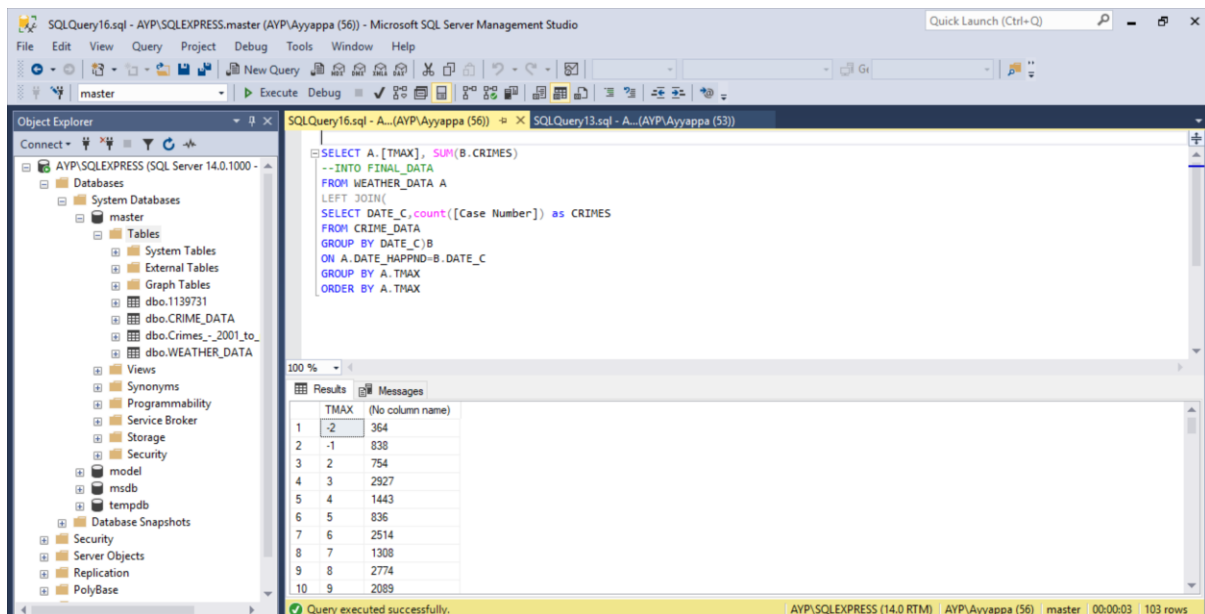 SQLQuery16.sql - AYP\SQLEXPRESS.master (AYP\Ayyappa (56)) - Microsoft SQL Server Management Studio
Quick Launch (Ctrl+Q)
File Edit View Query Project Debug Tools Window Help
New Query
master Execute Debug
Object Explorer
SQLQuery16.sql - A...(AYP\Ayyappa (56)) SQLQuery13.sql - A...(AYP\Ayyappa (53))
Connect
AYP\SQLEXPRESS (SQL Server 14.0.1000 -
Databases
System Databases
master
Tables
System Tables
External Tables
Graph Tables
dbo.1139731
dbo.CRIME_DATA
dbo.Crimes_-_2001_to_
dbo.WEATHER_DATA
Views
Synonyms
Programmability
Service Broker
Storage
Security
model
msdb
tempdb
Database Snapshots
Security
Server Objects
Replication
PolyBase
SELECT A.[TMAX], SUM(B.CRIMES)
--INTO FINAL_DATA
FROM WEATHER_DATA A
LEFT JOIN(
SELECT DATE_C,count([Case Number]) as CRIMES
FROM CRIME_DATA
GROUP BY DATE_C)B
ON A.DATE_HAPPND=B.DATE_C
GROUP BY A.TMAX
ORDER BY A.TMAX
100 %
Results Messages
TMAX (No column name)
1 -2 364
2 -1 838
3 2 754
4 3 2927
5 4 1443
6 5 836
7 6 2514
8 7 1308
9 8 2774
10 9 2089
Query executed successfully.
AYP\SQLEXPRESS (14.0 RTM) AYP\Ayyappa (56) master 00:00:03 103 rows